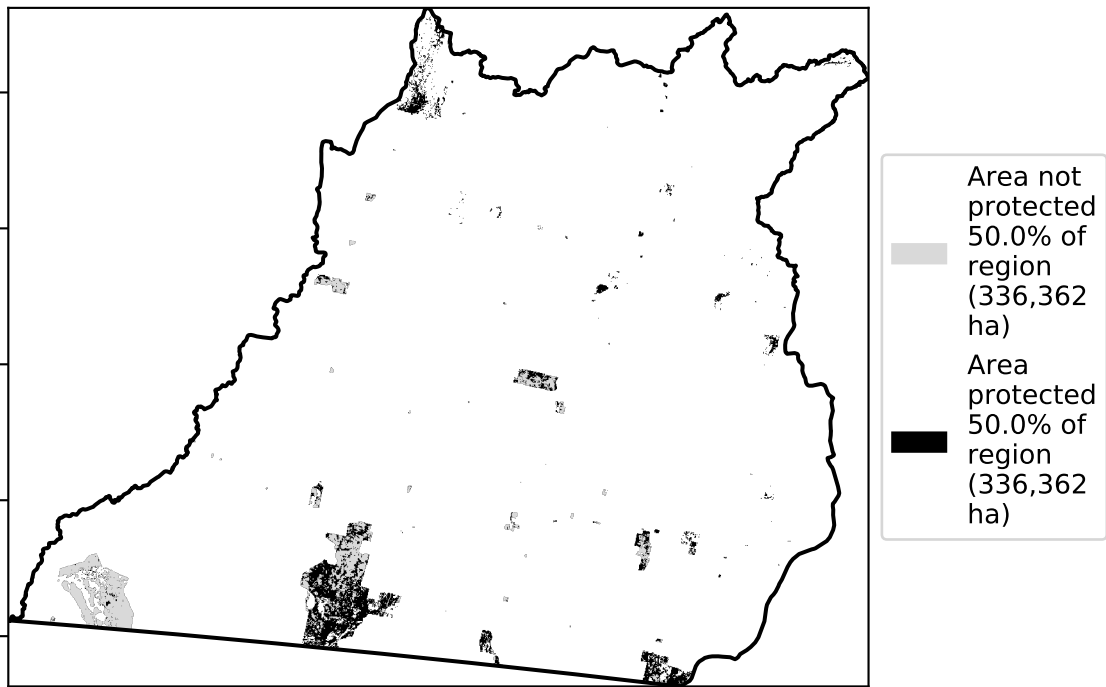 Area not
protected
50.0% of
region
(336,362
ha)
Area
protected
50.0% of
region
(336,362
ha)